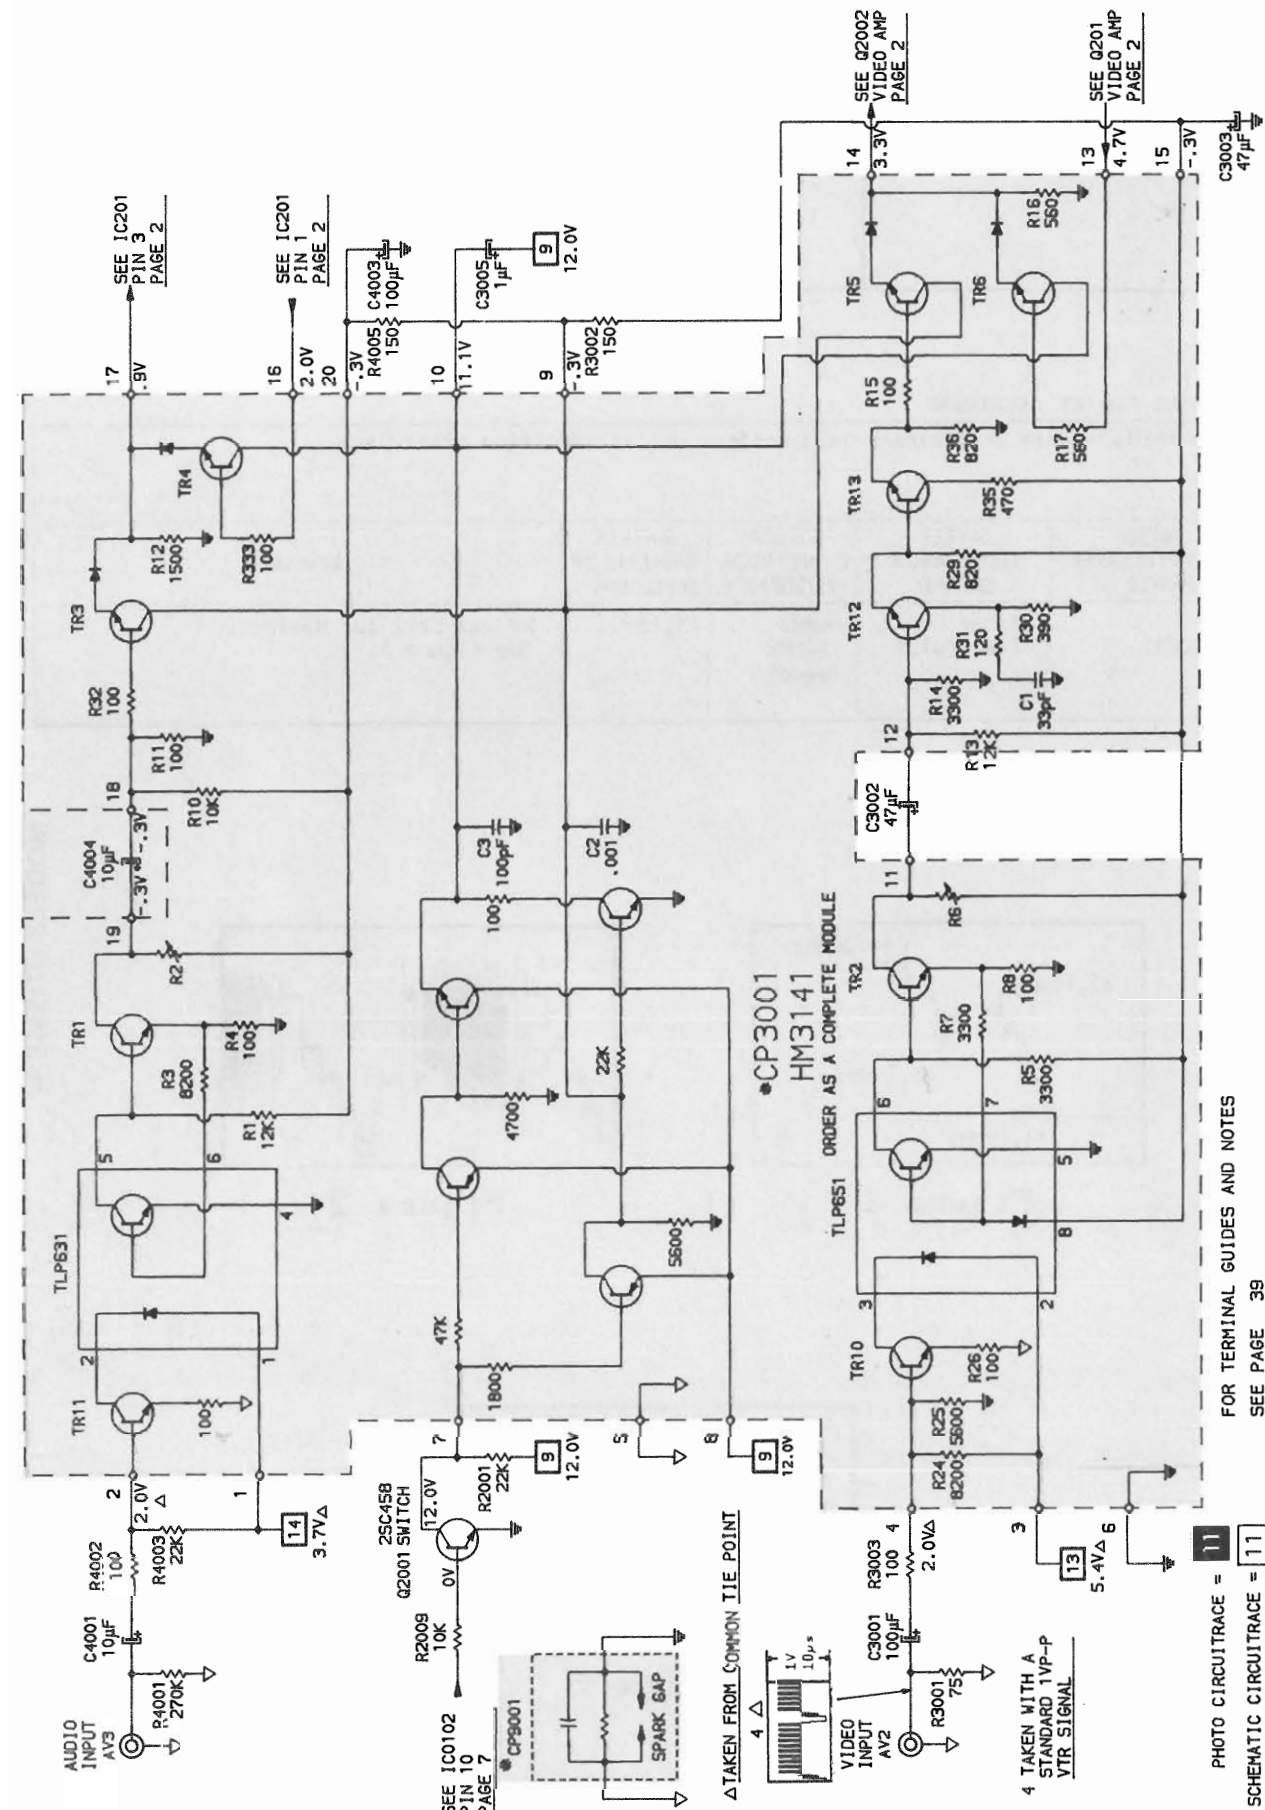 AUDIO
INPUT
AV3
R4001
270K
C4001
10µF
R4002
100
R4003
22K
2
2.0V △
1
14
3.7V△
TR11
100
2
1
TLP631
5
6
4
R3
8200
R1
12K
TR1
R4
100
R2
19
C4004
10µF
-.3V
-.3V
18
R10
10K
R11
100
R32
100
TR3
R12
1500
R333
100
TR4
17
.9V
SEE IC201
PIN 3
PAGE 2
16
2.0V
SEE IC201
PIN 1
PAGE 2
20
-.3V
R4005
150
C4003
100µF
10
11.1V
C3005
1µF
9
12.0V
9
-.3V
R3002
150
SEE IC0102
PIN 10
PAGE 7
R2009
10K
0V
2SC458
Q2001 SWITCH
12.0V
R2001
22K
9
12.0V
7
47K
1800
5600
4700
22K
100
C3
100pF
C2
.001
5
8
9
12.0V
*CP9001
SPARK GAP
*CP3001
HM3141
ORDER AS A COMPLETE MODULE
△TAKEN FROM COMMON TIE POINT
4 △
1V
10µs
VIDEO
INPUT
AV2
R3001
75
C3001
100µF
R3003
100
4
2.0V△
3
13
5.4V△
6
R24
8200
R25
5600
TR10
R26
100
3
2
TLP651
6
7
5
8
R5
3300
R7
3300
TR2
R8
100
R6
11
C3002
47µF
12
R13
12K
R14
3300
C1
33pF
R31
120
R30
390
TR12
R29
820
TR13
R35
470
R36
820
R15
100
R17
560
TR5
TR6
R16
560
14
3.3V
SEE Q2002
VIDEO AMP
PAGE 2
13
4.7V
SEE Q201
VIDEO AMP
PAGE 2
15
-.3V
C3003
47µF
4 TAKEN WITH A
STANDARD 1VP-P
VTR SIGNAL
PHOTO CIRCUITRACE = 11
SCHEMATIC CIRCUITRACE = 11
FOR TERMINAL GUIDES AND NOTES
SEE PAGE 39